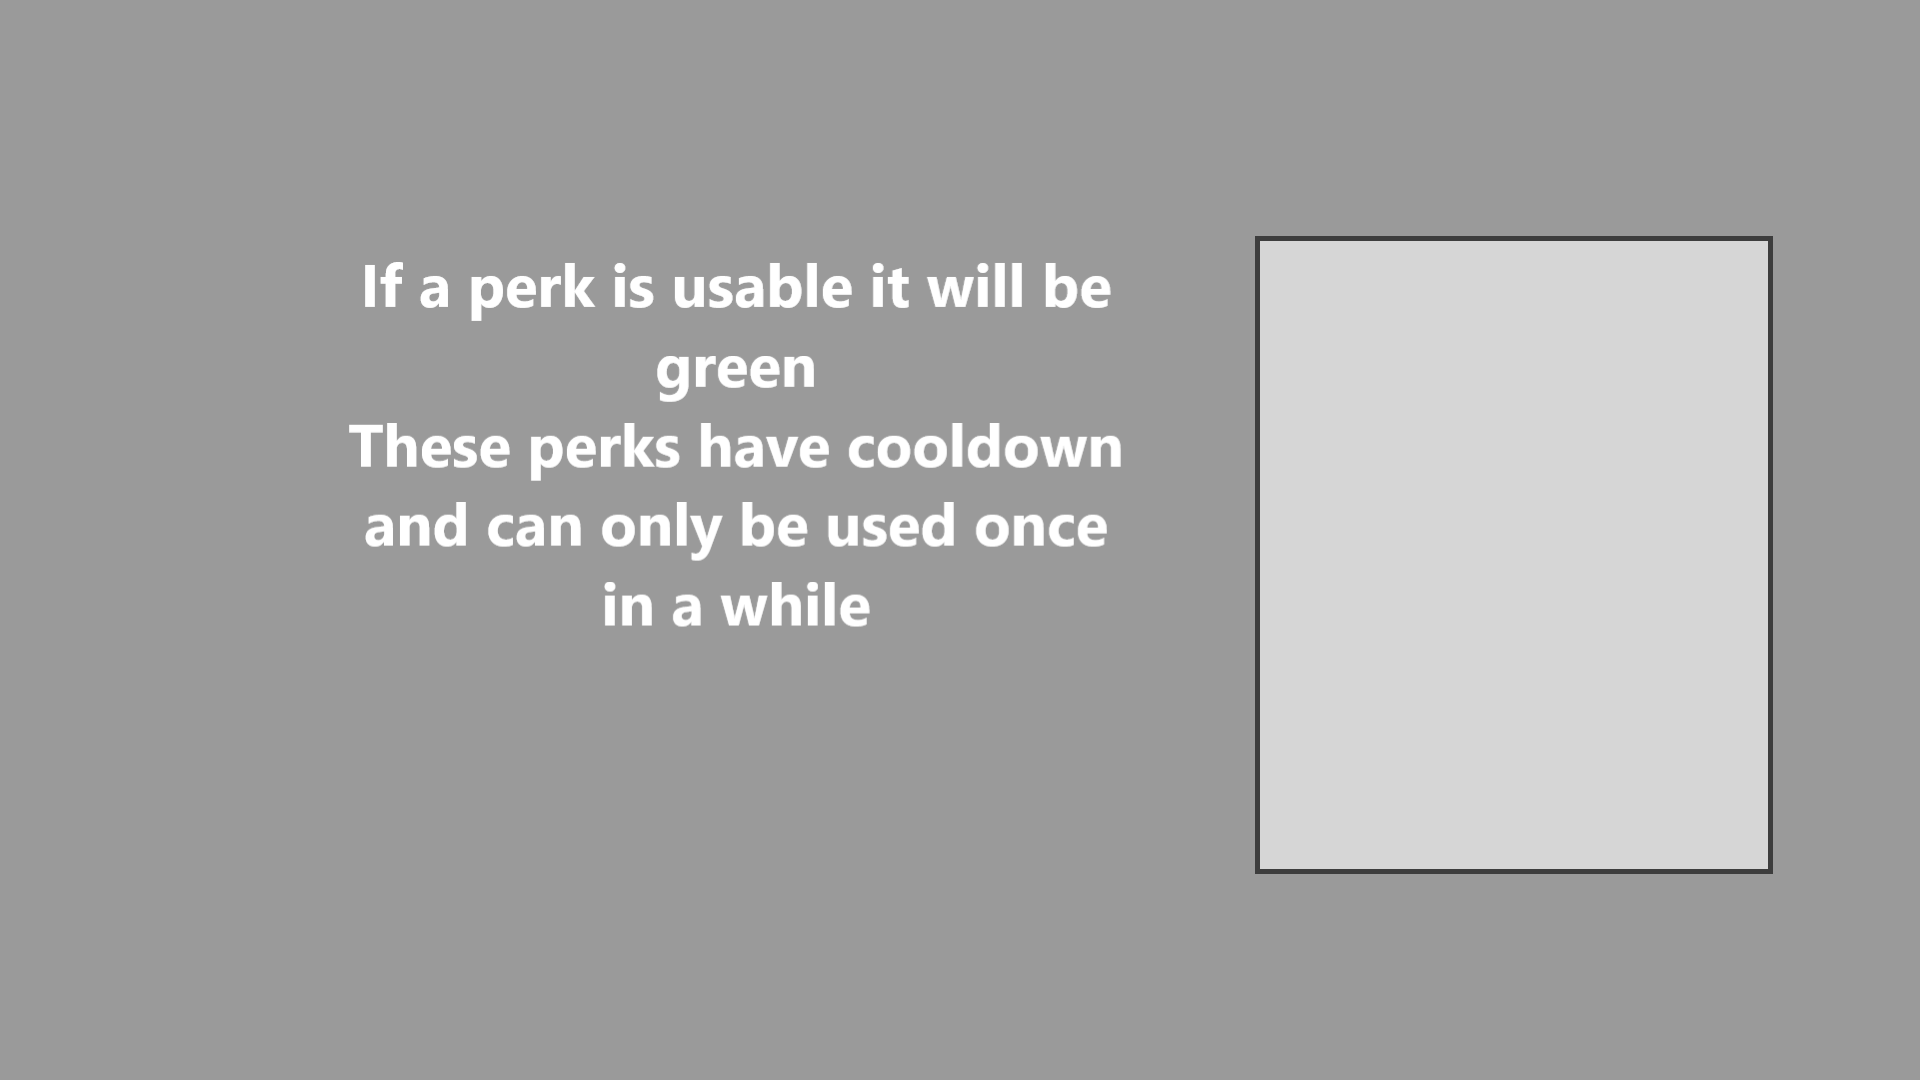 If a perk is usable it will be
green
These perks have cooldown
and can only be used once
in a while